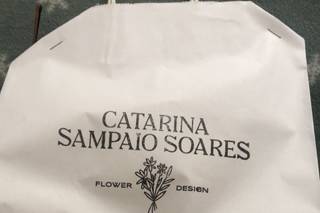 CATARINA
SAMPAIO SOARES
FLOWER DESIGN